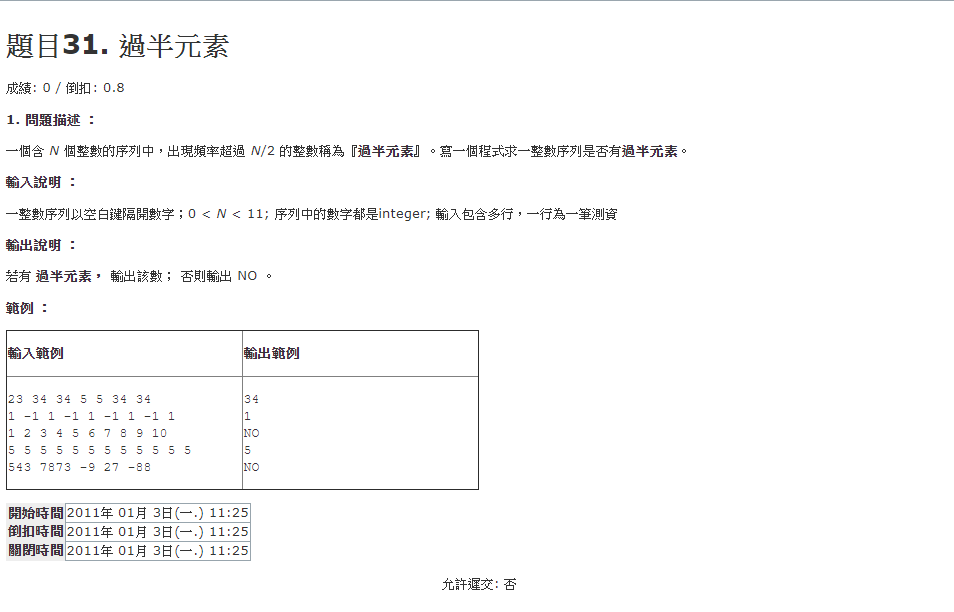 題目31. 過半元素
成績: 0 / 倒扣: 0.8
1. 問題描述 ：
一個含 N 個整數的序列中，出現頻率超過 N/2 的整數稱為『過半元素』。寫一個程式求一整數序列是否有過半元素。
輸入說明 ：
一整數序列以空白鍵隔開數字；0 < N < 11; 序列中的數字都是integer; 輸入包含多行，一行為一筆測資
輸出說明 ：
若有 過半元素， 輸出該數； 否則輸出 NO 。
範例 ：
輸入範例 輸出範例
23 34 34 5 5 34 34 34
1 -1 1 -1 1 -1 1 -1 1 1
1 2 3 4 5 6 7 8 9 10 NO
5 5 5 5 5 5 5 5 5 5 5 5 5
543 7873 -9 27 -88 NO
開始時間 2011年 01月 3日(一.) 11:25
倒扣時間 2011年 01月 3日(一.) 11:25
關閉時間 2011年 01月 3日(一.) 11:25
允許遲交: 否